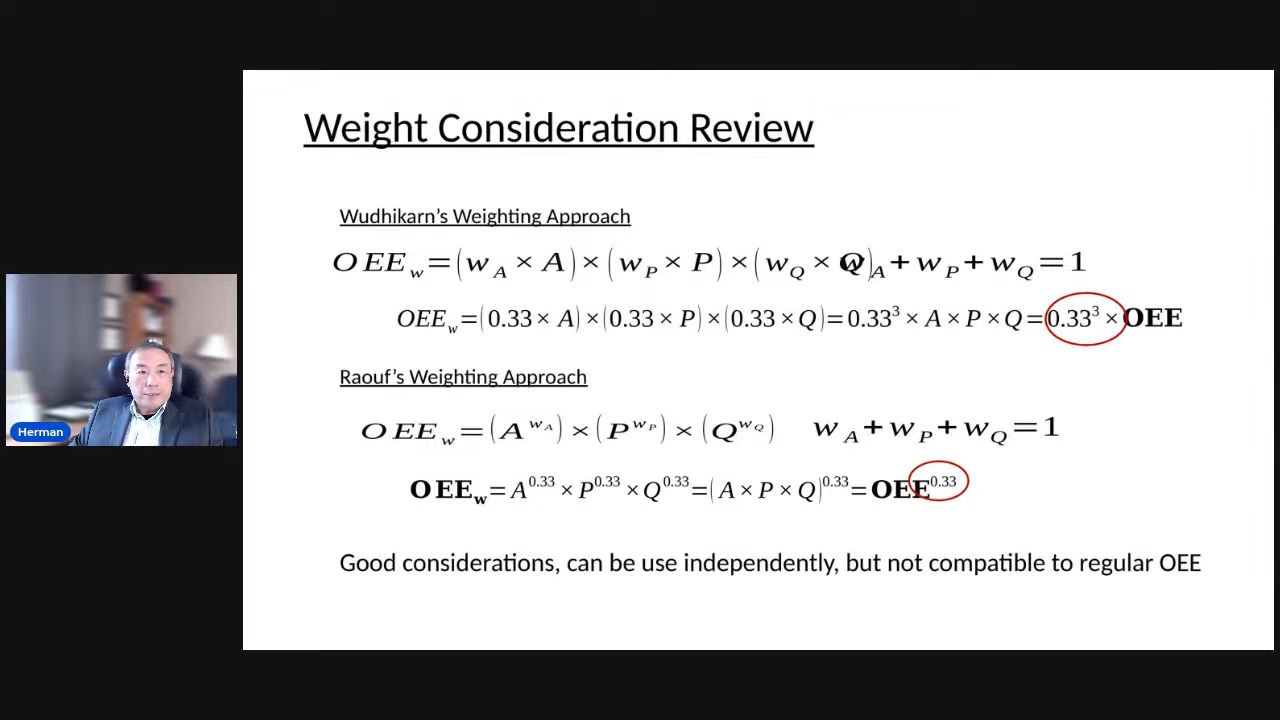 Weight Consideration Review
Wudhikarn's Weighting Approach
OEE_w=(w_A × A)×(w_P × P)×(w_Q × Q) w_A+w_P+w_Q=1
OEE_w=(0.33× A)×(0.33× P)×(0.33×Q)=0.33³× A×P×Q=0.33³×OEE
Raouf's Weighting Approach
OEE_w=(A^{w_A})×(P^{w_P})×(Q^{w_Q}) w_A+w_P+w_Q=1
OEE_w=A^{0.33}×P^{0.33}×Q^{0.33}=(A×P×Q)^{0.33}=OEE^{0.33}
Good considerations, can be use independently, but not compatible to regular OEE
Herman